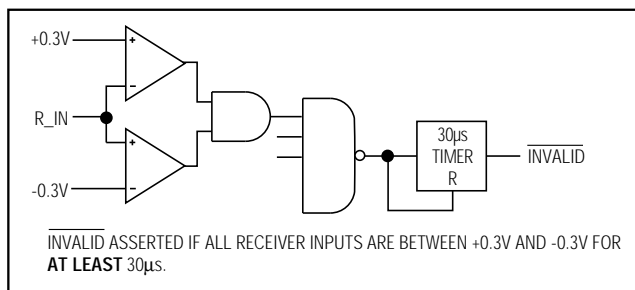 +0.3V
+
-
R_IN
+
-
-0.3V
30µs
TIMER
R
INVALID
INVALID ASSERTED IF ALL RECEIVER INPUTS ARE BETWEEN +0.3V AND -0.3V FOR
AT LEAST 30µs.